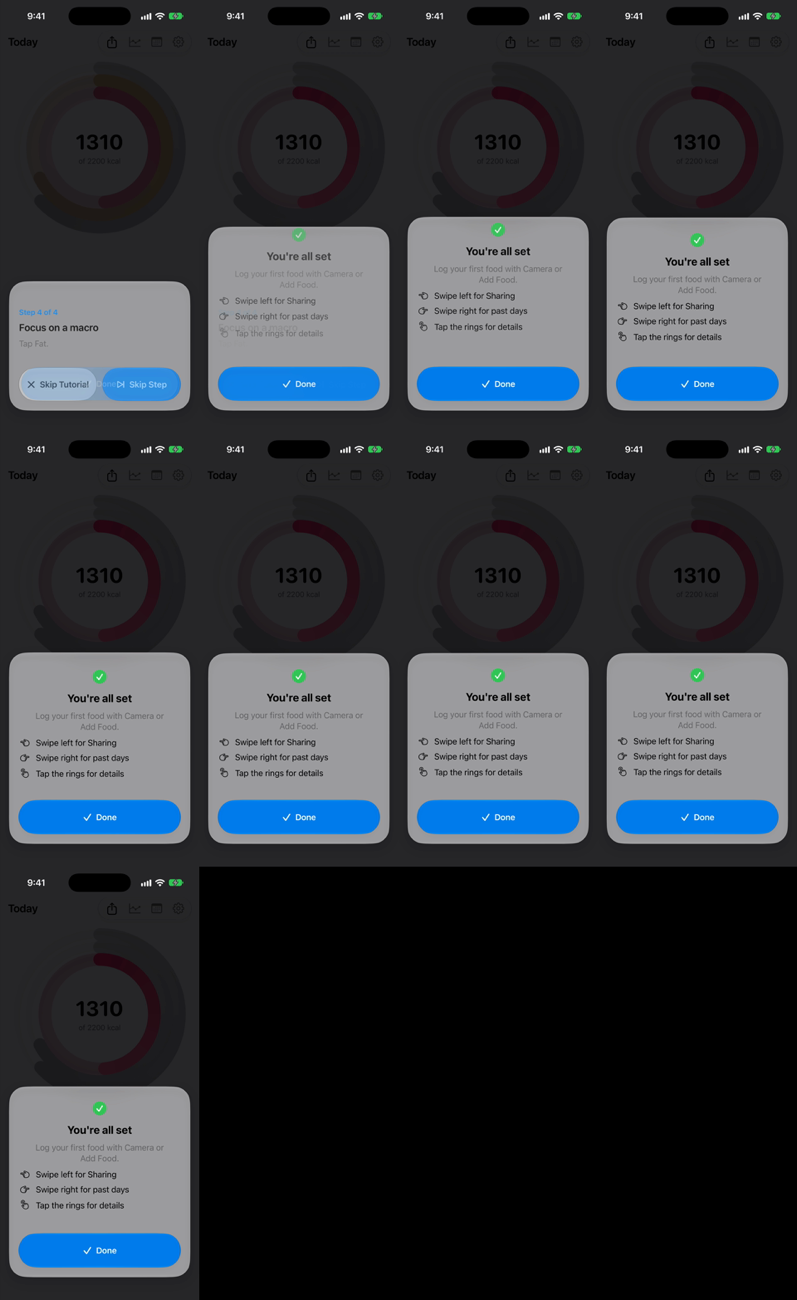 9:41
Today
1310
of 2200 kcal
Step 4 of 4
Focus on a macro
Tap Fat.
Skip Tutorial
Done
Skip Step
9:41
Today
1310
of 2200 kcal
You're all set
Log your first food with Camera or
Add Food.
Swipe left for Sharing
Swipe right for past days
Focus on a macro
Tap the rings for details
Done
9:41
Today
1310
of 2200 kcal
You're all set
Log your first food with Camera or
Add Food.
Swipe left for Sharing
Swipe right for past days
Tap the rings for details
Done
9:41
Today
1310
of 2200 kcal
You're all set
Log your first food with Camera or
Add Food.
Swipe left for Sharing
Swipe right for past days
Tap the rings for details
Done
9:41
Today
1310
of 2200 kcal
You're all set
Log your first food with Camera or
Add Food.
Swipe left for Sharing
Swipe right for past days
Tap the rings for details
Done
9:41
Today
1310
of 2200 kcal
You're all set
Log your first food with Camera or
Add Food.
Swipe left for Sharing
Swipe right for past days
Tap the rings for details
Done
9:41
Today
1310
of 2200 kcal
You're all set
Log your first food with Camera or
Add Food.
Swipe left for Sharing
Swipe right for past days
Tap the rings for details
Done
9:41
Today
1310
of 2200 kcal
You're all set
Log your first food with Camera or
Add Food.
Swipe left for Sharing
Swipe right for past days
Tap the rings for details
Done
9:41
Today
1310
of 2200 kcal
You're all set
Log your first food with Camera or
Add Food.
Swipe left for Sharing
Swipe right for past days
Tap the rings for details
Done